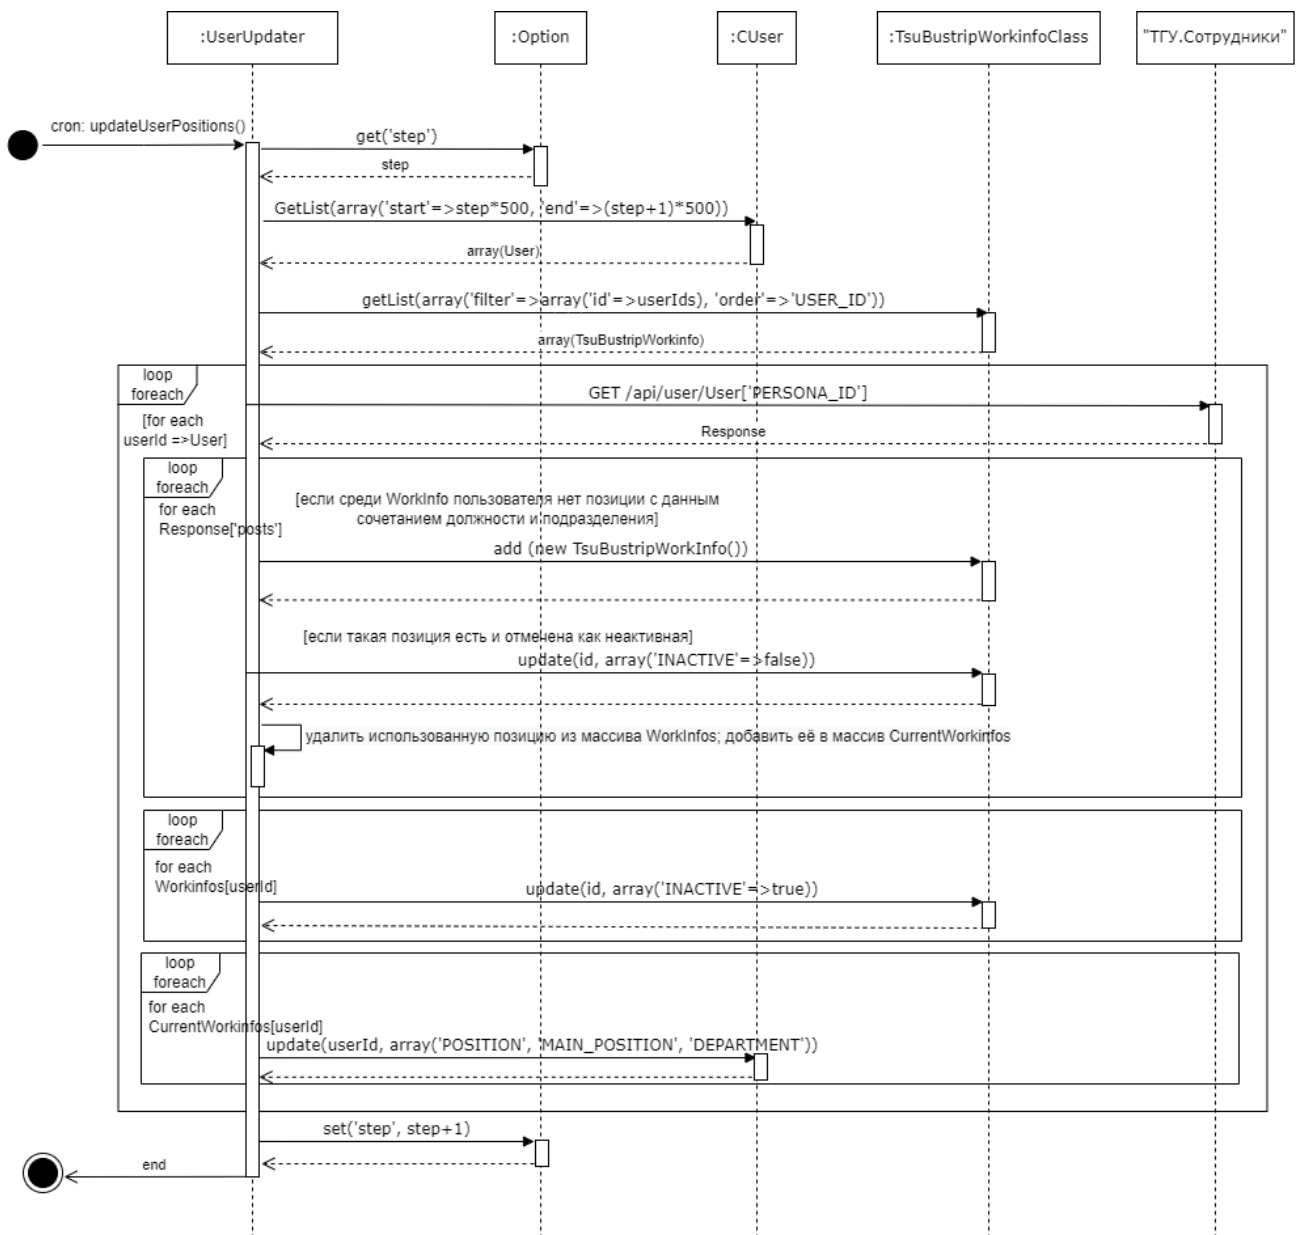 :UserUpdater
:Option
:CUser
:TsuBustripWorkinfoClass
"ТГУ.Сотрудники"
cron: updateUserPositions()
get('step')
step
GetList(array('start'=>step*500, 'end'=>(step+1)*500))
array(User)
getList(array('filter'=>array('id'=>userIds), 'order'=>'USER_ID'))
array(TsuBustripWorkinfo)
loop
foreach
GET /api/user/User['PERSONA_ID']
[for each
userId =>User]
Response
loop
foreach
for each
Response['posts']
[если среди WorkInfo пользователя нет позиции с данным
сочетанием должности и подразделения]
add (new TsuBustripWorkInfo())
[если такая позиция есть и отмечена как неактивная]
update(id, array('INACTIVE'=>false))
удалить использованную позицию из массива WorkInfos; добавить её в массив CurrentWorkinfos
loop
foreach
for each
Workinfos[userId]
update(id, array('INACTIVE'=>true))
loop
foreach
for each
CurrentWorkinfos[userId]
update(userId, array('POSITION', 'MAIN_POSITION', 'DEPARTMENT'))
set('step', step+1)
end